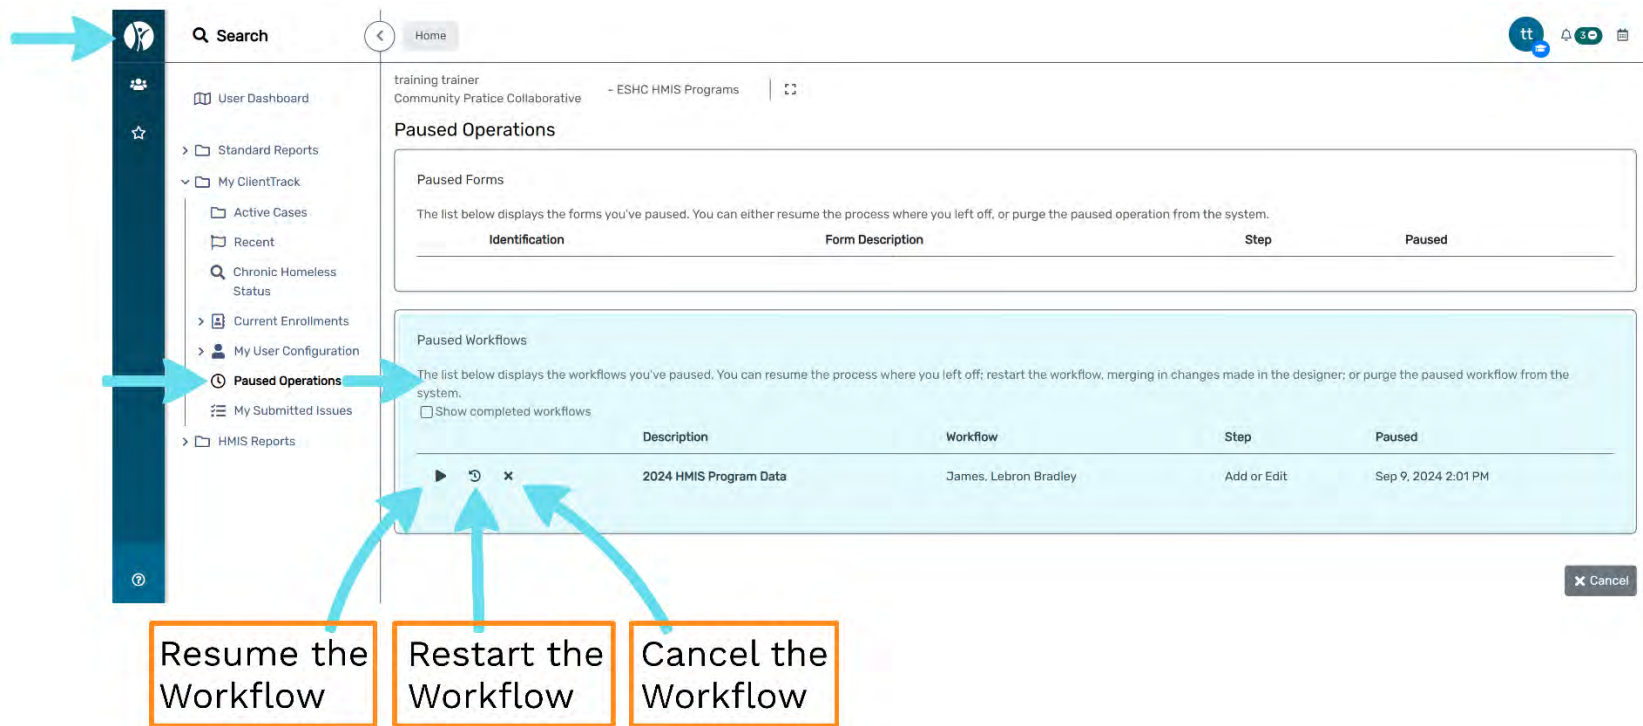 Search
Home
tt
3
User Dashboard
Standard Reports
My ClientTrack
Active Cases
Recent
Chronic Homeless
Status
Current Enrollments
My User Configuration
Paused Operations
My Submitted Issues
HMIS Reports
training trainer
Community Pratice Collaborative
- ESHC HMIS Programs
Paused Operations
Paused Forms
The list below displays the forms you've paused. You can either resume the process where you left off, or purge the paused operation from the system.
Identification Form Description Step Paused
Paused Workflows
The list below displays the workflows you've paused. You can resume the process where you left off; restart the workflow, merging in changes made in the designer; or purge the paused workflow from the
system.
Show completed workflows
Description Workflow Step Paused
2024 HMIS Program Data James, Lebron Bradley Add or Edit Sep 9, 2024 2:01 PM
Cancel
Resume the
Workflow
Restart the
Workflow
Cancel the
Workflow